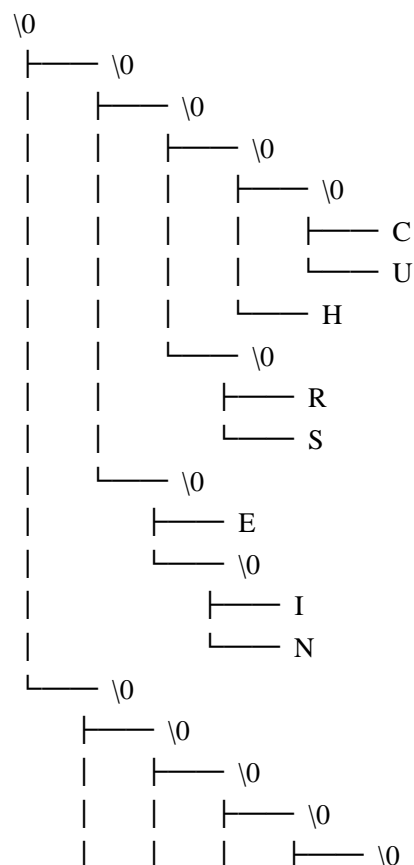 \0
├──── \0
│    ├──── \0
│    │    ├──── \0
│    │    │    ├──── \0
│    │    │    │    ├──── C
│    │    │    │    └──── U
│    │    │    └──── H
│    │    └──── \0
│    │        ├──── R
│    │        └──── S
│    └──── \0
│        ├──── E
│        └──── \0
│            ├──── I
│            └──── N
└──── \0
    ├──── \0
    │    ├──── \0
    │    │    ├──── \0
    │    │    │    ├──── \0